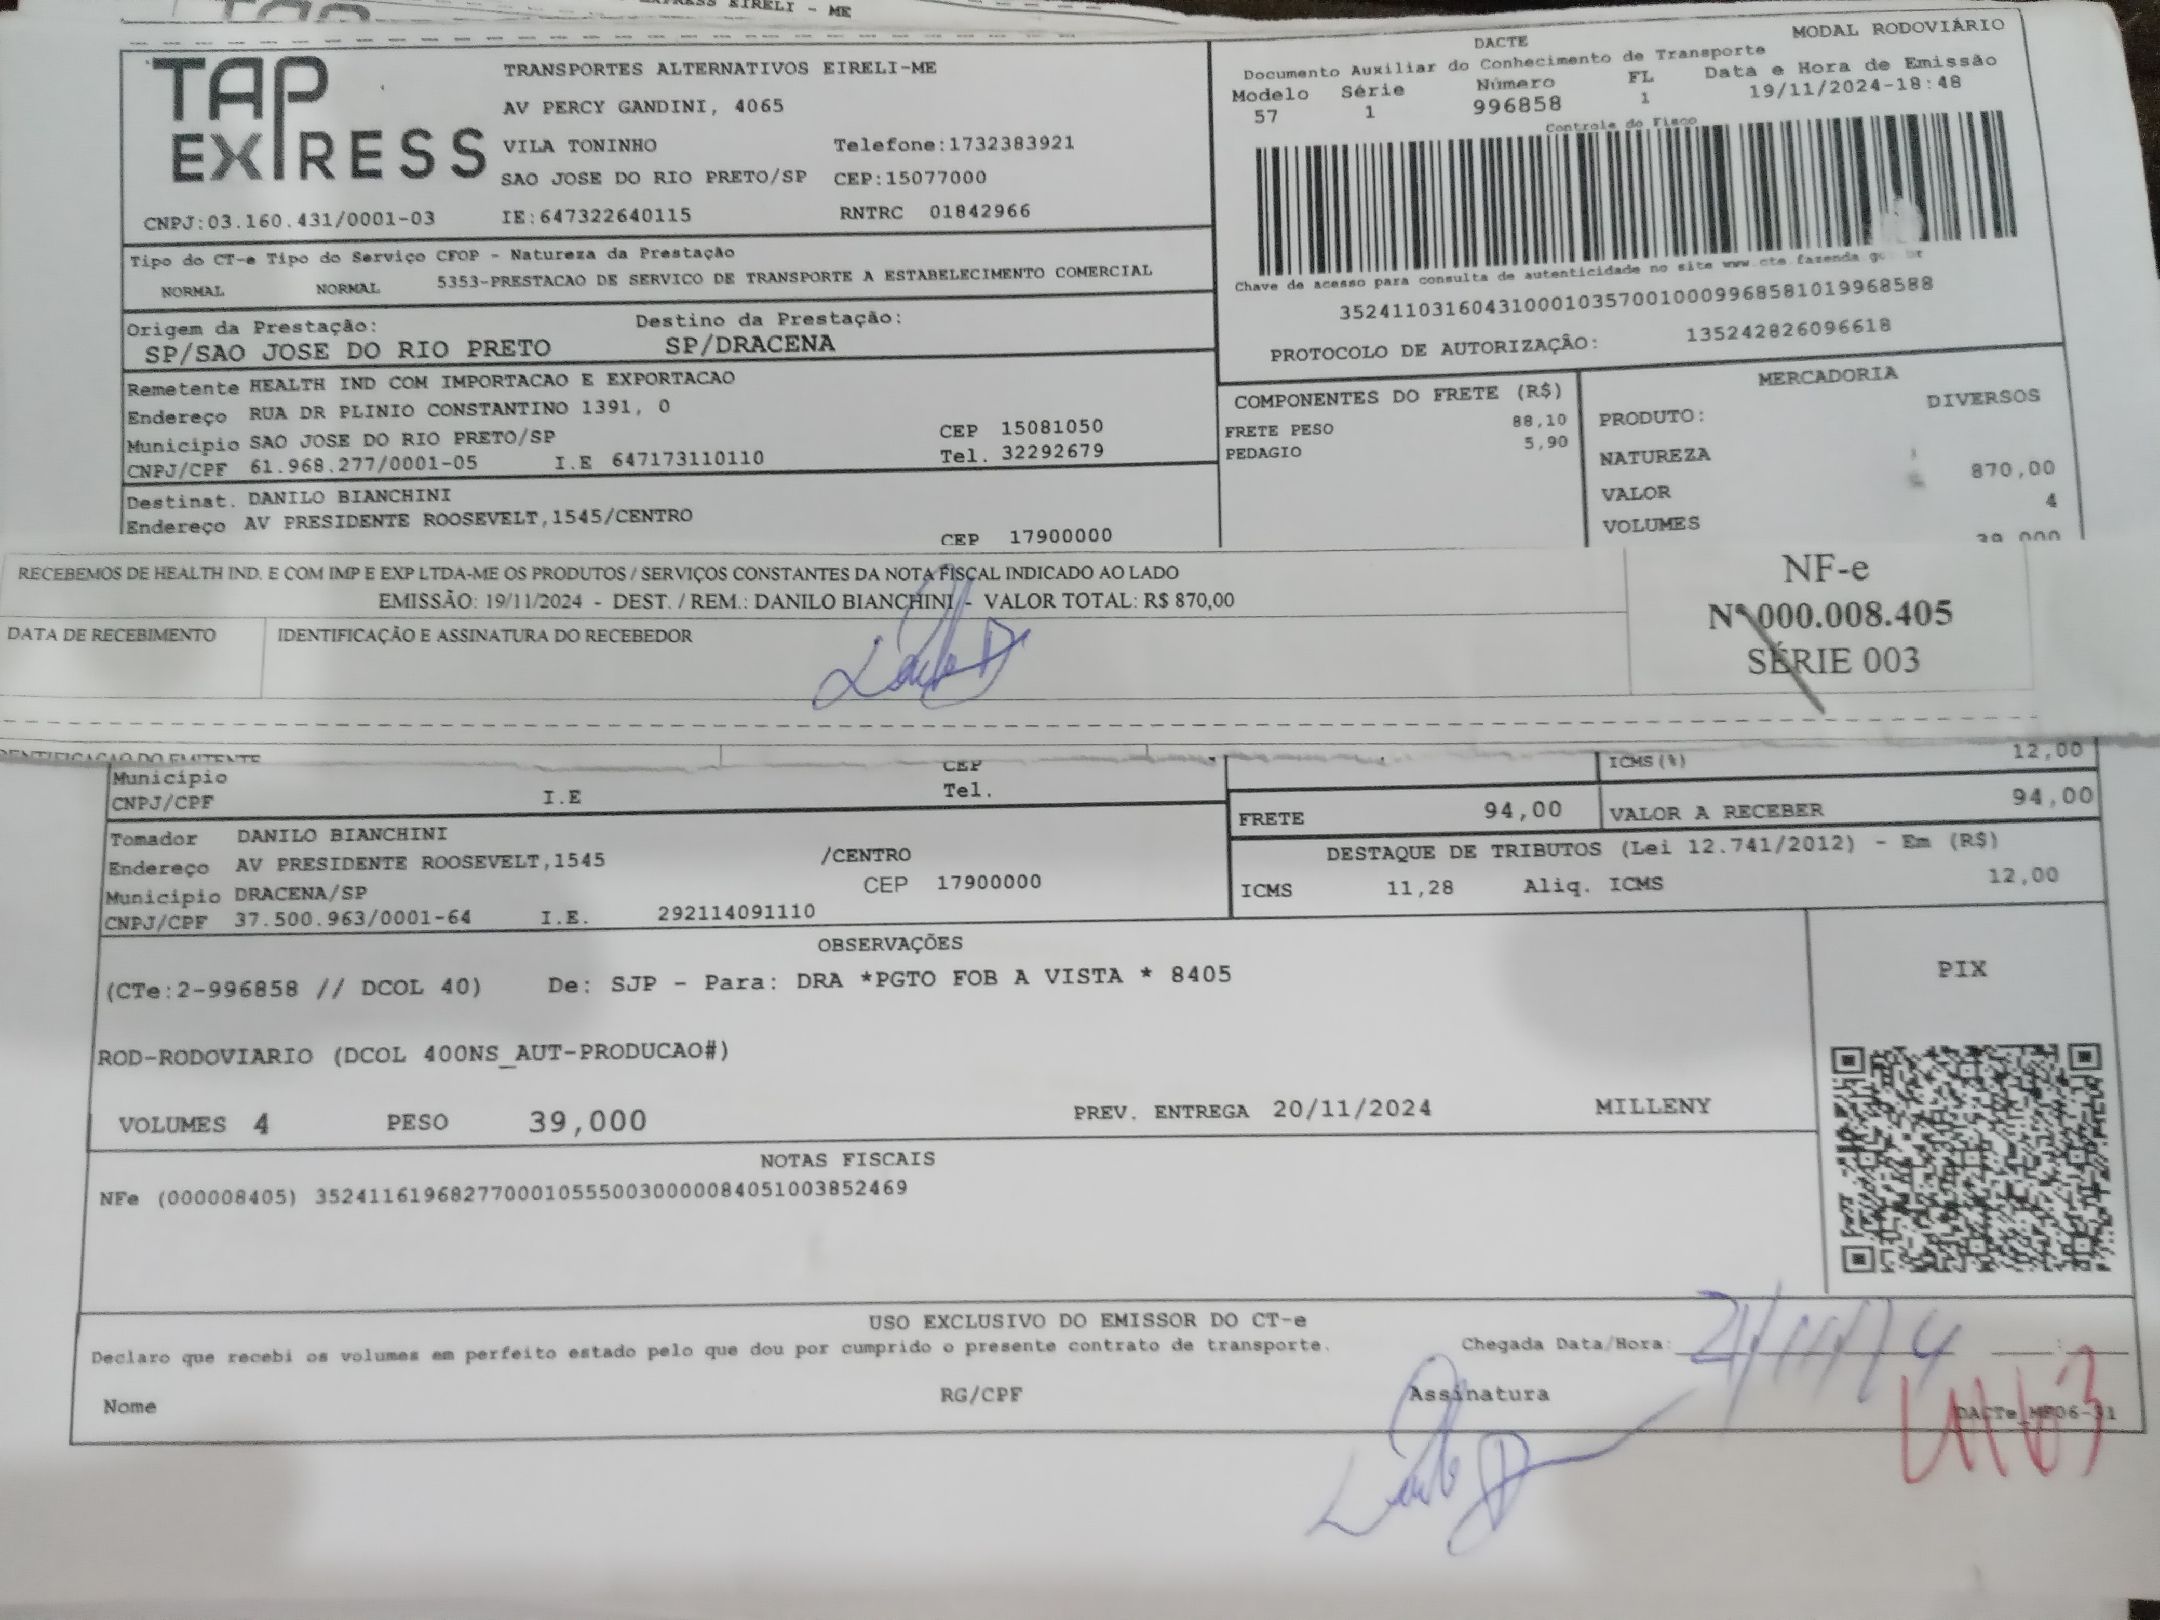 EIRELI - ME
TAP EXPRESS
TRANSPORTES ALTERNATIVOS EIRELI-ME
AV PERCY GANDINI, 4065
VILA TONINHO Telefone:1732383921
SAO JOSE DO RIO PRETO/SP CEP:15077000
CNPJ:03.160.431/0001-03 IE:647322640115 RNTRC 01842966
DACTE MODAL RODOVIÁRIO
Documento Auxiliar do Conhecimento de Transporte
Modelo Série Número FL Data e Hora de Emissão
57 1 996858 1 19/11/2024-18:48
Controle do Fisco
Chave de acesso para consulta de autenticidade no site www.cte.fazenda
35241103160431000103570010009968581019968588
PROTOCOLO DE AUTORIZAÇÃO: 135242826096618
Tipo do CT-e Tipo do Serviço CFOP - Natureza da Prestação
NORMAL NORMAL 5353-PRESTACAO DE SERVICO DE TRANSPORTE A ESTABELECIMENTO COMERCIAL
Origem da Prestação: Destino da Prestação:
SP/SAO JOSE DO RIO PRETO SP/DRACENA
Remetente HEALTH IND COM IMPORTACAO E EXPORTACAO
Endereço RUA DR PLINIO CONSTANTINO 1391, 0
Município SAO JOSE DO RIO PRETO/SP CEP 15081050
CNPJ/CPF 61.968.277/0001-05 I.E 647173110110 Tel. 32292679
Destinat. DANILO BIANCHINI
Endereço AV PRESIDENTE ROOSEVELT,1545/CENTRO
CEP 17900000
COMPONENTES DO FRETE (R$)
FRETE PESO 88,10
PEDAGIO 5,90
MERCADORIA
PRODUTO: DIVERSOS
NATUREZA
VALOR 870,00
VOLUMES 4
39,000
RECEBEMOS DE HEALTH IND. E COM IMP E EXP LTDA-ME OS PRODUTOS / SERVIÇOS CONSTANTES DA NOTA FISCAL INDICADO AO LADO
EMISSÃO: 19/11/2024 - DEST. / REM.: DANILO BIANCHINI - VALOR TOTAL: R$ 870,00
DATA DE RECEBIMENTO IDENTIFICAÇÃO E ASSINATURA DO RECEBEDOR
NF-e
Nº 000.008.405
SÉRIE 003
IDENTIFICAÇÃO DO EMITENTE
Município CEP
CNPJ/CPF I.E Tel.
ICMS(%) 12,00
FRETE 94,00 VALOR A RECEBER 94,00
Tomador DANILO BIANCHINI
Endereço AV PRESIDENTE ROOSEVELT,1545 /CENTRO
Município DRACENA/SP CEP 17900000
CNPJ/CPF 37.500.963/0001-64 I.E. 292114091110
DESTAQUE DE TRIBUTOS (Lei 12.741/2012) - Em (R$)
ICMS 11,28 Aliq. ICMS 12,00
OBSERVAÇÕES
(CTe:2-996858 // DCOL 40) De: SJP - Para: DRA *PGTO FOB A VISTA * 8405
PIX
ROD-RODOVIARIO (DCOL 400NS_AUT-PRODUCAO#)
VOLUMES 4 PESO 39,000 PREV. ENTREGA 20/11/2024 MILLENY
NOTAS FISCAIS
NFe (000008405) 35241161968277000105550030000084051003852469
USO EXCLUSIVO DO EMISSOR DO CT-e
Declaro que recebi os volumes em perfeito estado pelo que dou por cumprido o presente contrato de transporte.
Chegada Data/Hora:
Nome RG/CPF Assinatura